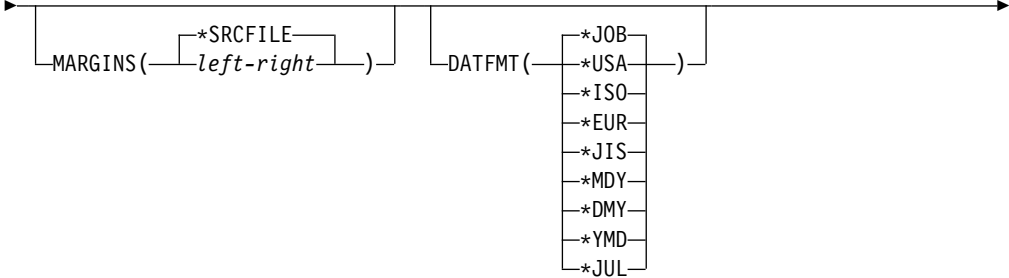 *SRCFILE *JOB
MARGINS( left-right ) DATFMT( *USA )
*ISO
*EUR
*JIS
*MDY
*DMY
*YMD
*JUL